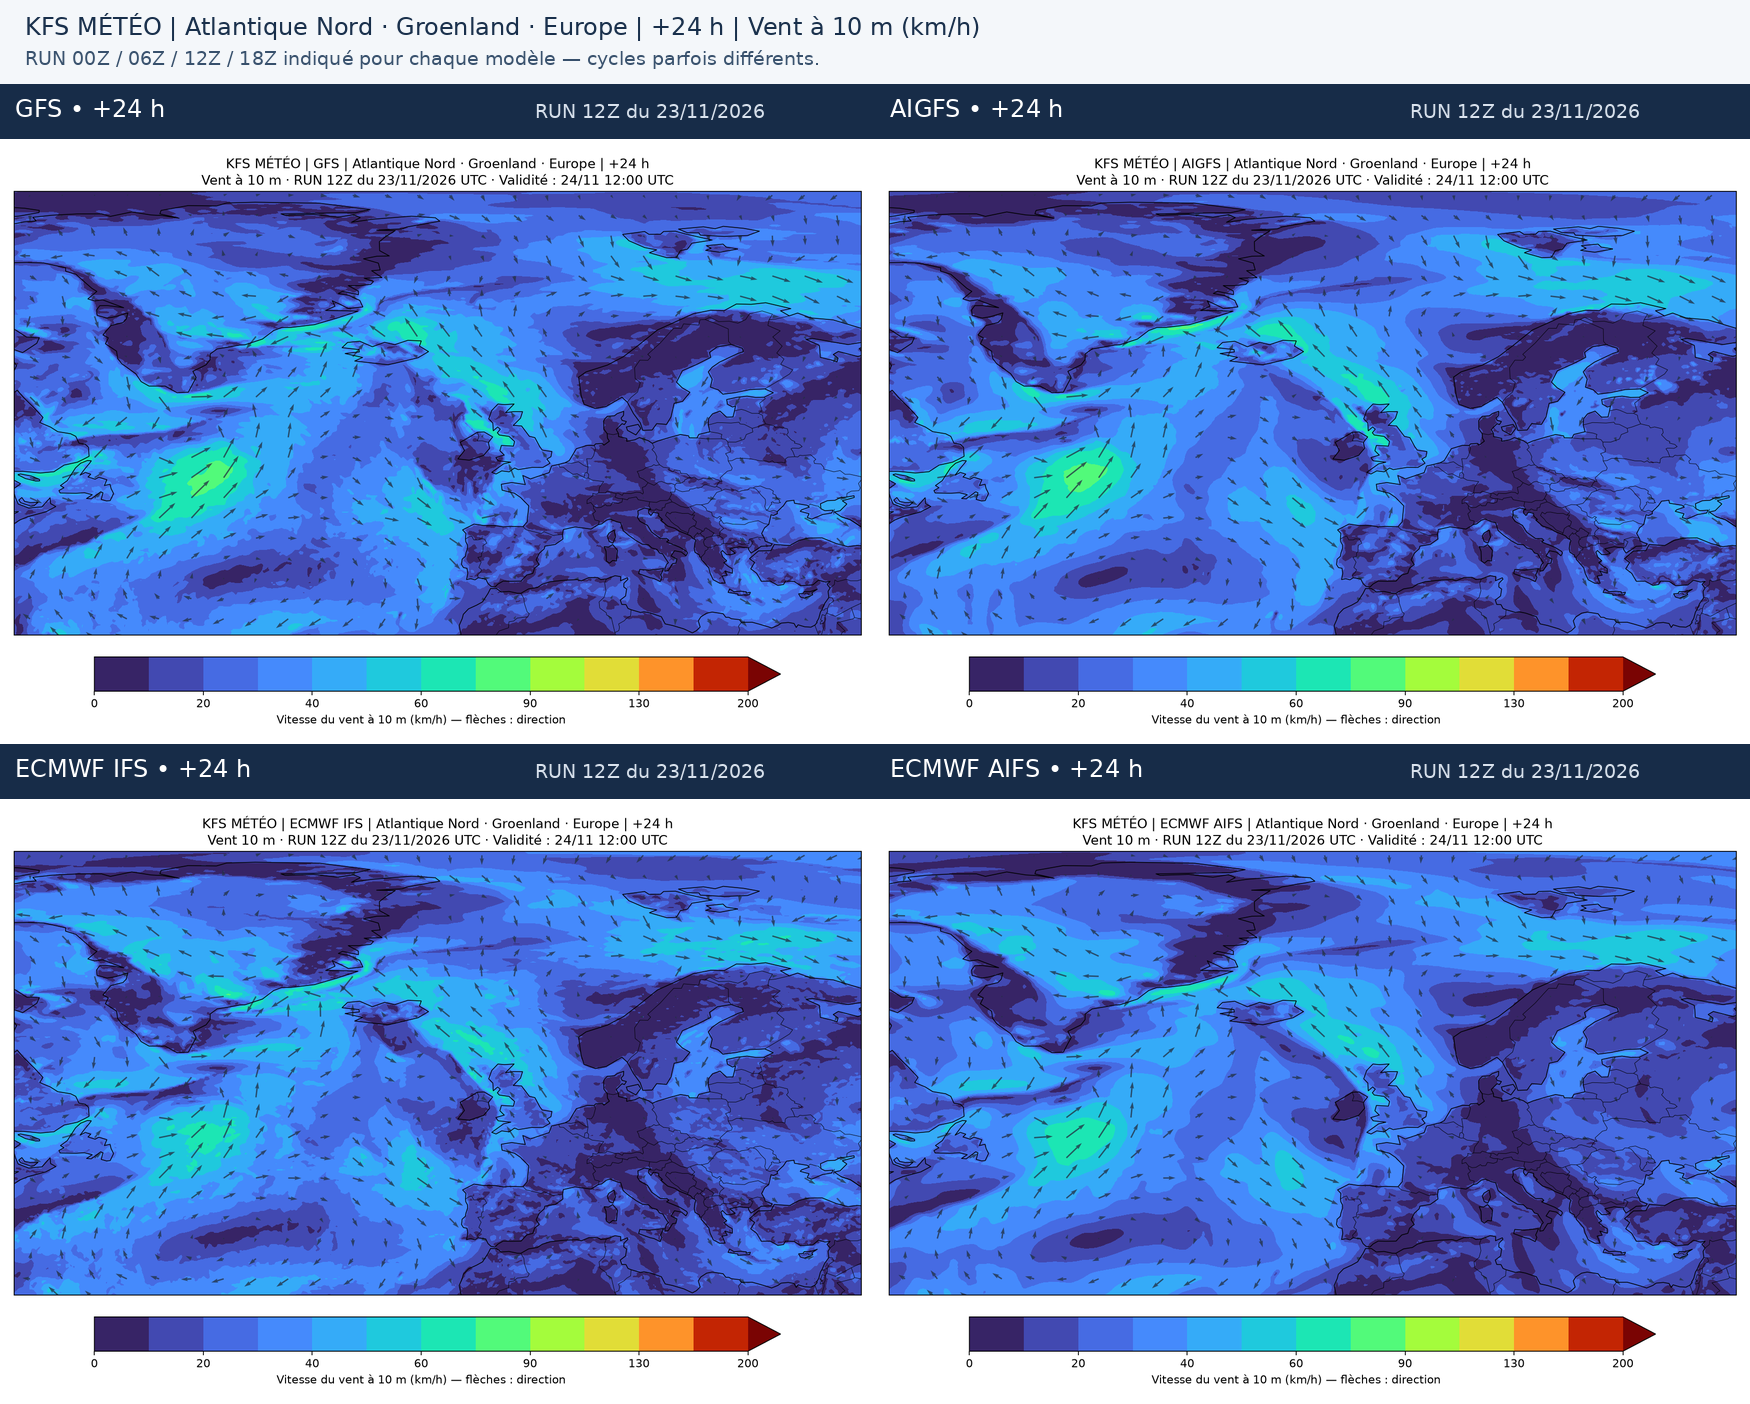 KFS MÉTÉO | Atlantique Nord · Groenland · Europe | +24 h | Vent à 10 m (km/h)
RUN 00Z / 06Z / 12Z / 18Z indiqué pour chaque modèle — cycles parfois différents.
GFS • +24 h
RUN 12Z du 23/11/2026
KFS MÉTÉO | GFS | Atlantique Nord · Groenland · Europe | +24 h
Vent à 10 m · RUN 12Z du 23/11/2026 UTC · Validité : 24/11 12:00 UTC
0 20 40 60 90 130 200
Vitesse du vent à 10 m (km/h) — flèches : direction
AIGFS • +24 h
RUN 12Z du 23/11/2026
KFS MÉTÉO | AIGFS | Atlantique Nord · Groenland · Europe | +24 h
Vent à 10 m · RUN 12Z du 23/11/2026 UTC · Validité : 24/11 12:00 UTC
0 20 40 60 90 130 200
Vitesse du vent à 10 m (km/h) — flèches : direction
ECMWF IFS • +24 h
RUN 12Z du 23/11/2026
KFS MÉTÉO | ECMWF IFS | Atlantique Nord · Groenland · Europe | +24 h
Vent 10 m · RUN 12Z du 23/11/2026 UTC · Validité : 24/11 12:00 UTC
0 20 40 60 90 130 200
Vitesse du vent à 10 m (km/h) — flèches : direction
ECMWF AIFS • +24 h
RUN 12Z du 23/11/2026
KFS MÉTÉO | ECMWF AIFS | Atlantique Nord · Groenland · Europe | +24 h
Vent 10 m · RUN 12Z du 23/11/2026 UTC · Validité : 24/11 12:00 UTC
0 20 40 60 90 130 200
Vitesse du vent à 10 m (km/h) — flèches : direction